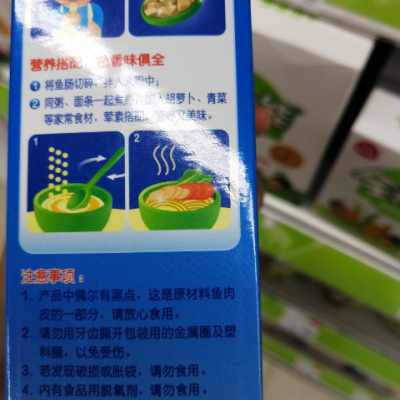 营养搭配 色香味俱全
① 将鱼肠切碎,拌入 中;
② 同粥、面条一起煮 加入胡萝卜、青菜
等家常食材,荤素搭配, 又美味。
1 2
注意事项:
1. 产品中偶尔有黑点,这是原材料鱼肉
皮的一部分,请放心食用。
2. 请勿用牙齿撕开包装用的金属圈及塑
料膜,以免受伤。
3. 若发现破损或胀袋,请勿食用。
4. 内有食品用脱氧剂,请勿食用。